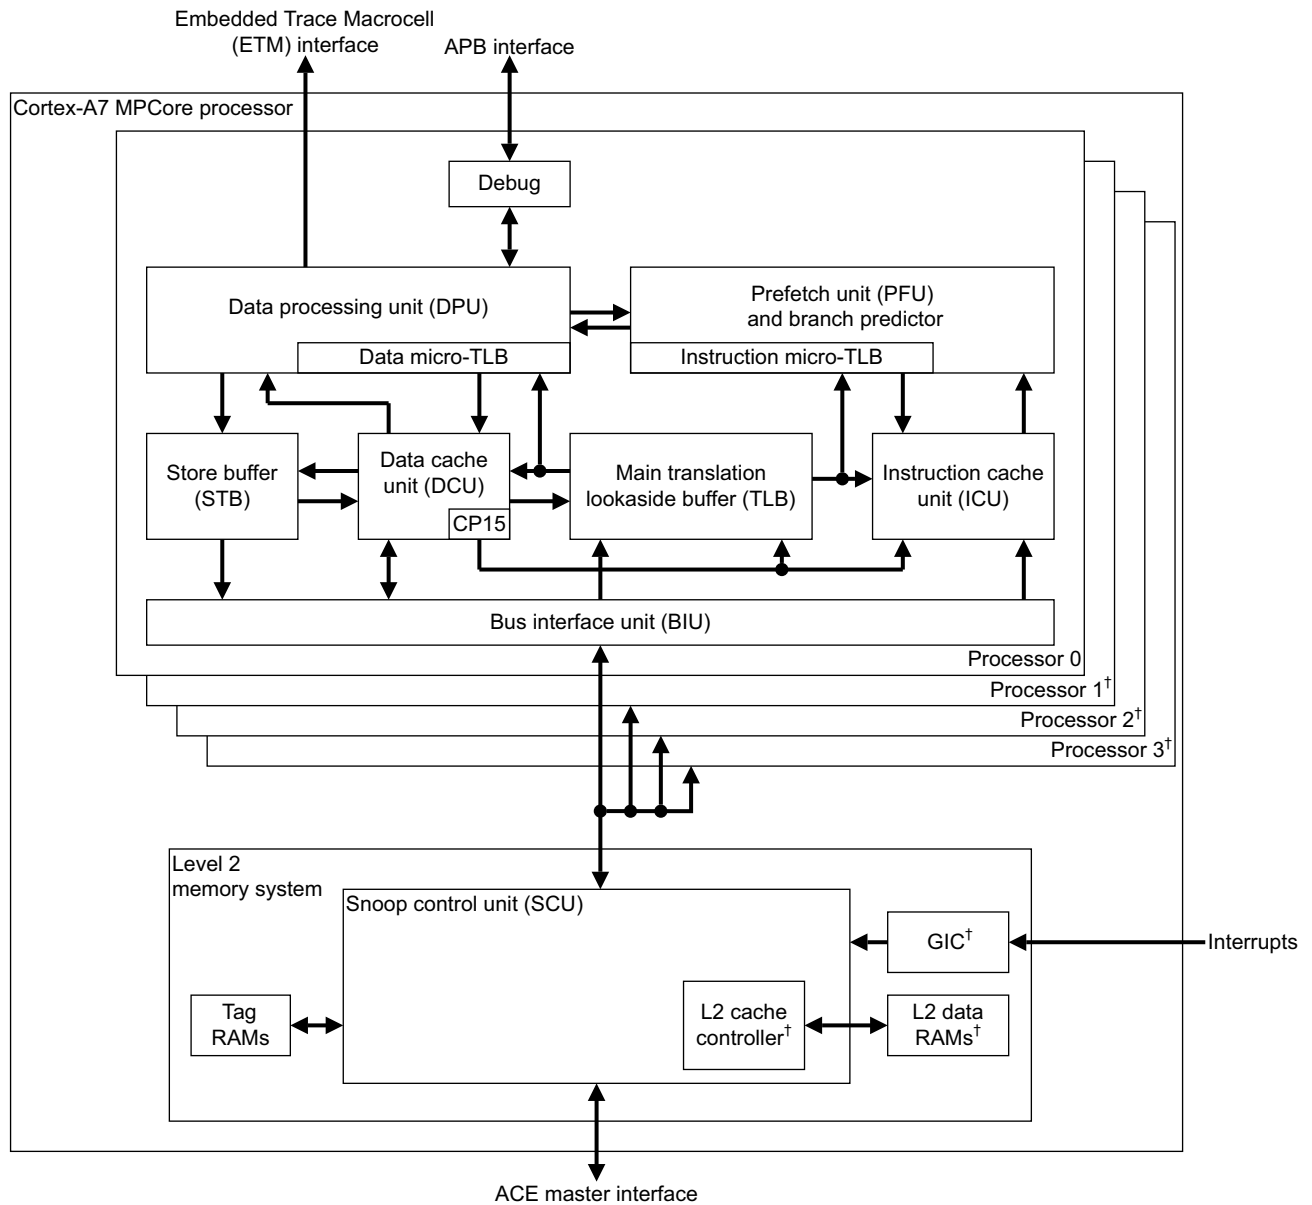 Embedded Trace Macrocell
(ETM) interface
APB interface
Cortex-A7 MPCore processor
Debug
Data processing unit (DPU)
Prefetch unit (PFU)
and branch predictor
Data micro-TLB
Instruction micro-TLB
Store buffer
(STB)
Data cache
unit (DCU)
CP15
Main translation
lookaside buffer (TLB)
Instruction cache
unit (ICU)
Bus interface unit (BIU)
Processor 0
Processor 1†
Processor 2†
Processor 3†
Level 2
memory system
Snoop control unit (SCU)
GIC†
Interrupts
Tag
RAMs
L2 cache
controller†
L2 data
RAMs†
ACE master interface